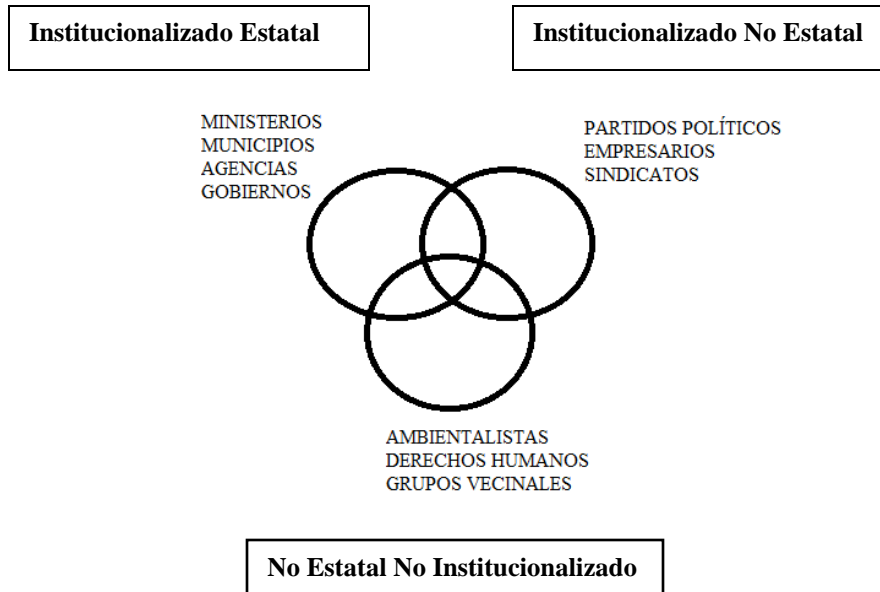 Institucionalizado Estatal
Institucionalizado No Estatal
MINISTERIOS
MUNICIPIOS
AGENCIAS
GOBIERNOS
PARTIDOS POLÍTICOS
EMPRESARIOS
SINDICATOS
AMBIENTALISTAS
DERECHOS HUMANOS
GRUPOS VECINALES
No Estatal No Institucionalizado